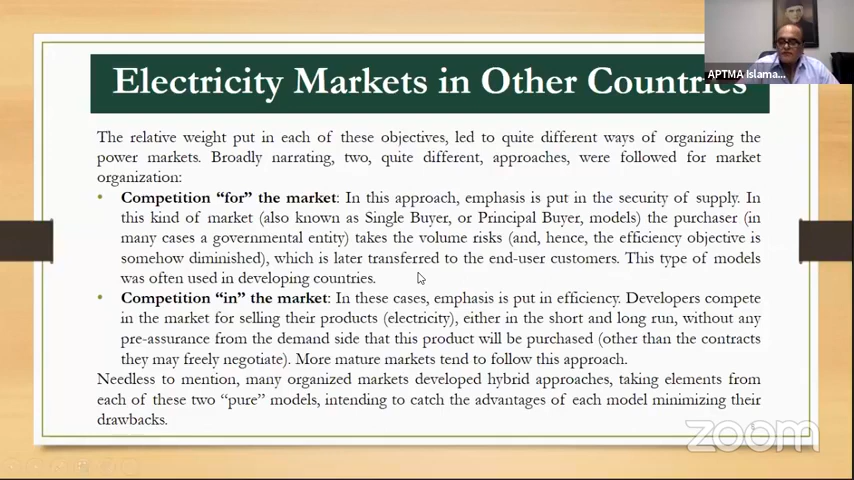 Electricity Markets in Other Countries
APTMA Islama...
The relative weight put in each of these objectives, led to quite different ways of organizing the
power markets. Broadly narrating, two, quite different, approaches, were followed for market
organization:
• Competition “for” the market: In this approach, emphasis is put in the security of supply. In
this kind of market (also known as Single Buyer, or Principal Buyer, models) the purchaser (in
many cases a governmental entity) takes the volume risks (and, hence, the efficiency objective is
somehow diminished), which is later transferred to the end-user customers. This type of models
was often used in developing countries.
• Competition “in” the market: In these cases, emphasis is put in efficiency. Developers compete
in the market for selling their products (electricity), either in the short and long run, without any
pre-assurance from the demand side that this product will be purchased (other than the contracts
they may freely negotiate). More mature markets tend to follow this approach.
Needless to mention, many organized markets developed hybrid approaches, taking elements from
each of these two “pure” models, intending to catch the advantages of each model minimizing their
drawbacks.
zoom